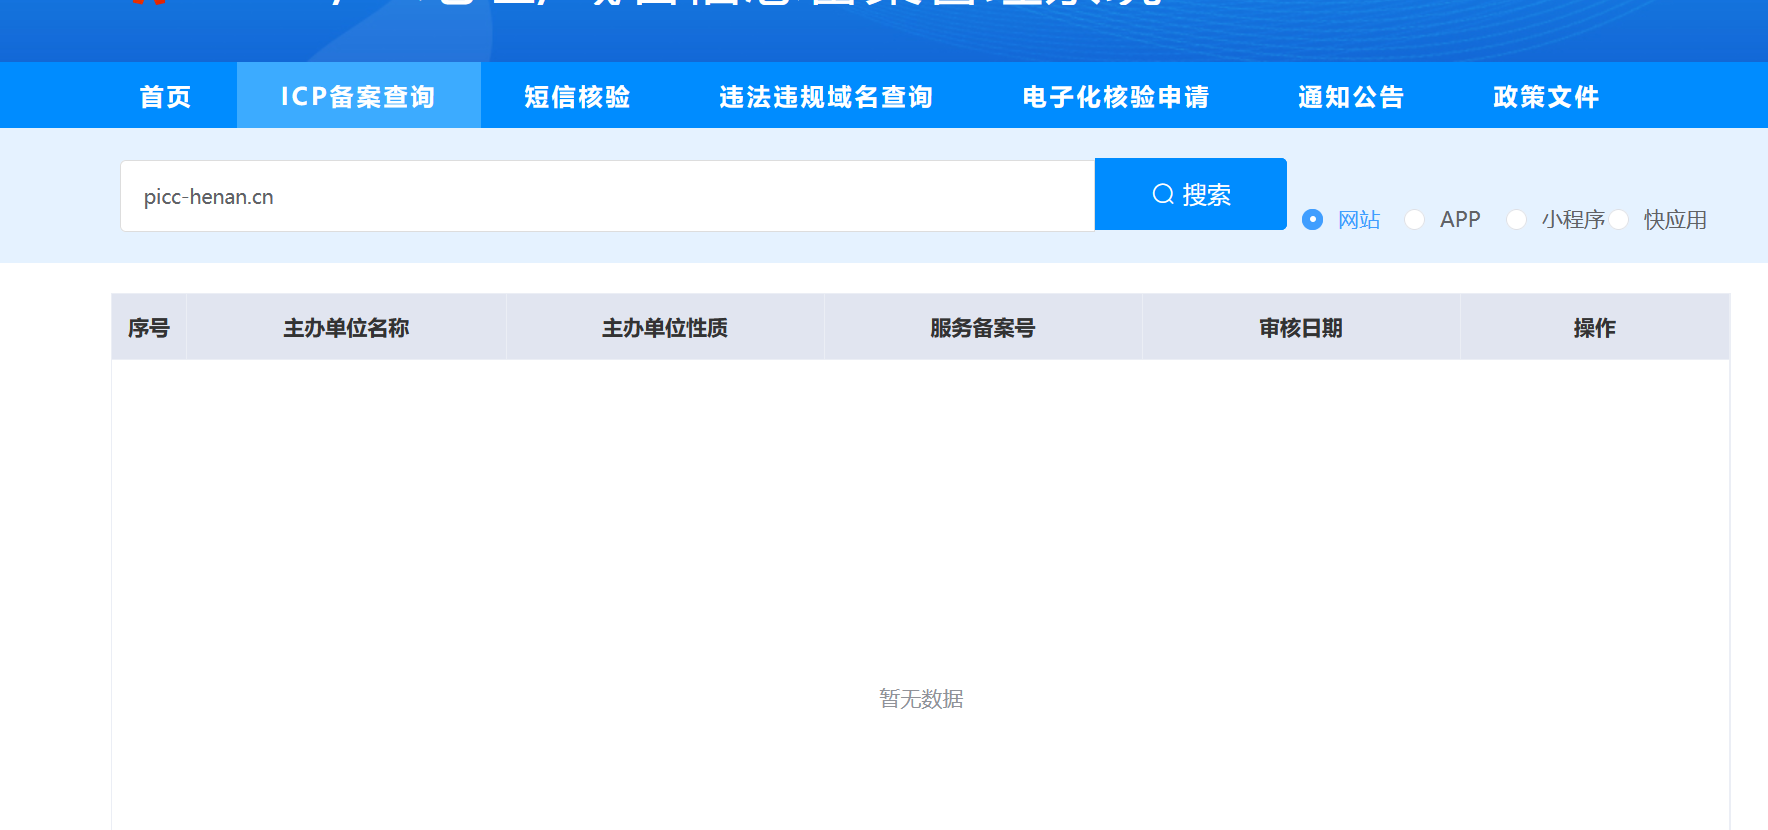 首页 ICP备案查询 短信核验 违法违规域名查询 电子化核验申请 通知公告 政策文件
picc-henan.cn 搜索 网站 APP 小程序 快应用
序号 主办单位名称 主办单位性质 服务备案号 审核日期 操作
暂无数据